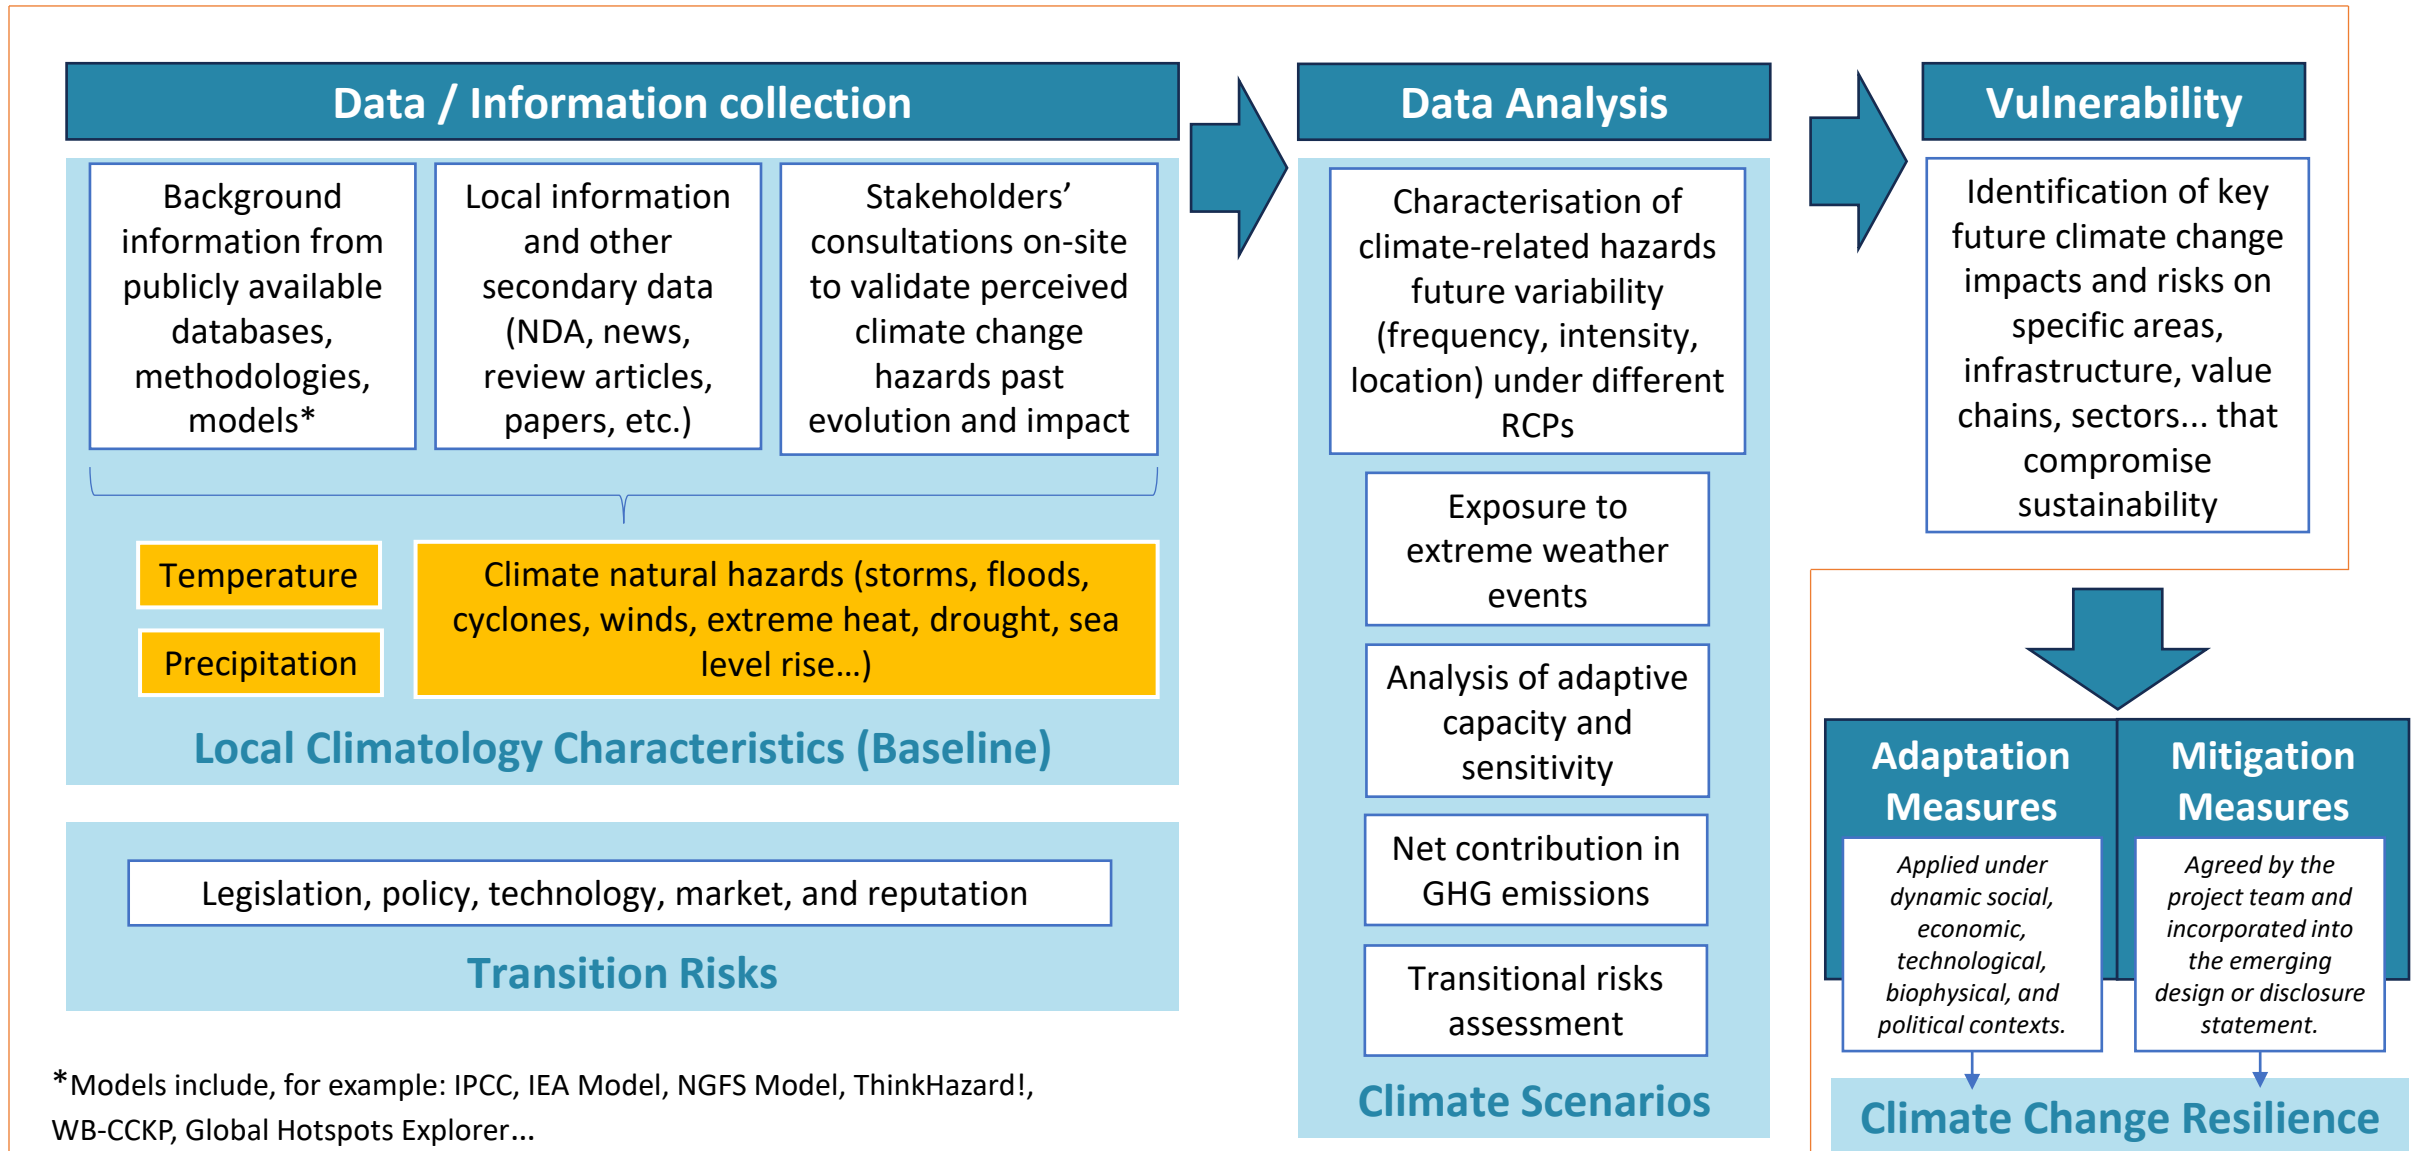 Data / Information collection
Background
information from
publicly available
databases,
methodologies,
models*
Local information
and other
secondary data
(NDA, news,
review articles,
papers, etc.)
Stakeholders’
consultations on-site
to validate perceived
climate change
hazards past
evolution and impact
Temperature
Precipitation
Climate natural hazards (storms, floods,
cyclones, winds, extreme heat, drought, sea
level rise…)
Local Climatology Characteristics (Baseline)
Legislation, policy, technology, market, and reputation
Transition Risks
*Models include, for example: IPCC, IEA Model, NGFS Model, ThinkHazard!,
WB-CCKP, Global Hotspots Explorer...
Data Analysis
Characterisation of
climate-related hazards
future variability
(frequency, intensity,
location) under different
RCPs
Exposure to
extreme weather
events
Analysis of adaptive
capacity and
sensitivity
Net contribution in
GHG emissions
Transitional risks
assessment
Climate Scenarios
Vulnerability
Identification of key
future climate change
impacts and risks on
specific areas,
infrastructure, value
chains, sectors... that
compromise
sustainability
Adaptation
Measures
Applied under
dynamic social,
economic,
technological,
biophysical, and
political contexts.
Mitigation
Measures
Agreed by the
project team and
incorporated into
the emerging
design or disclosure
statement.
Climate Change Resilience